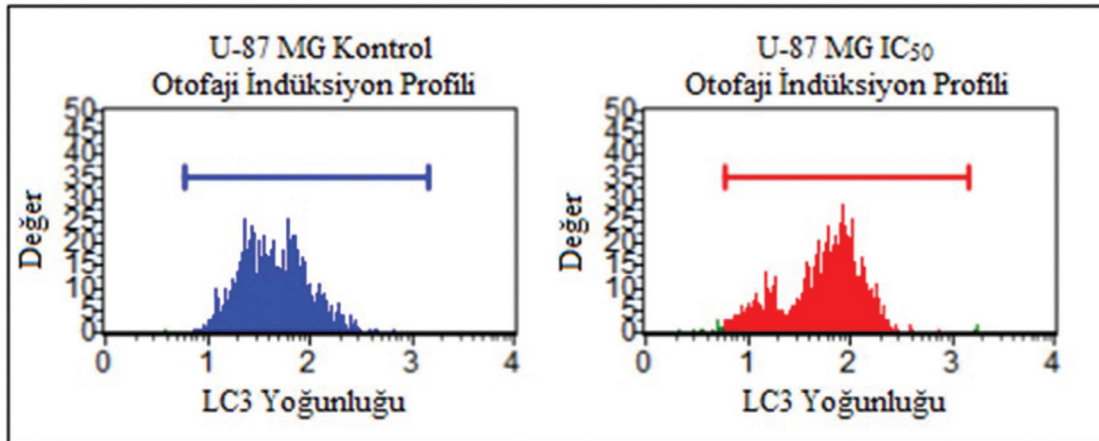 U-87 MG Kontrol
Otofaji İndüksiyon Profili
50
45
40
35
30
25
20
15
10
5
0
Değer
0 1 2 3 4
LC3 Yoğunluğu
U-87 MG IC₅₀
Otofaji İndüksiyon Profili
50
45
40
35
30
25
20
15
10
5
0
Değer
0 1 2 3 4
LC3 Yoğunluğu